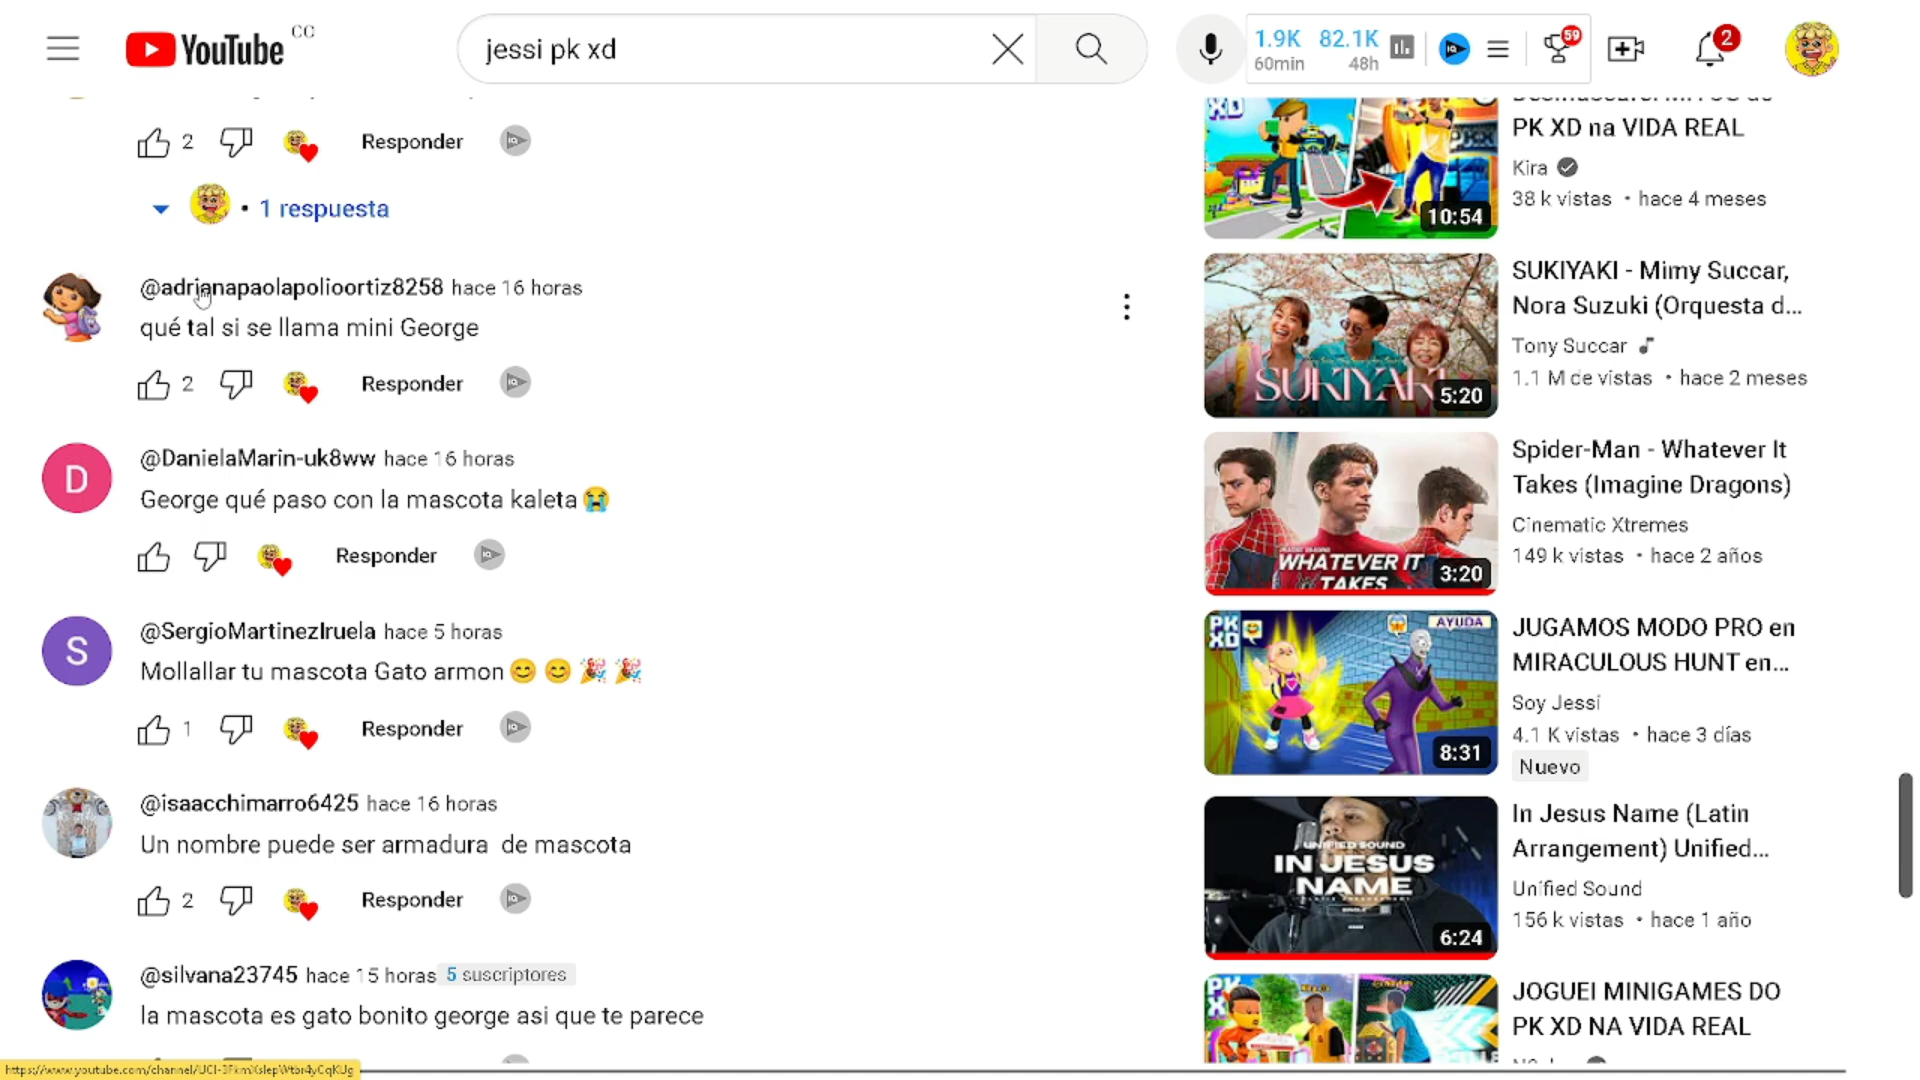 YouTube CC
jessi pk xd
1.9K 82.1K
60min 48h
59
2
2 Responder
1 respuesta
@adrianapaolapolioortiz8258 hace 16 horas
qué tal si se llama mini George
2 Responder
@DanielaMarin-uk8ww hace 16 horas
George qué paso con la mascota kaleta 😭
Responder
@SergioMartinezIruela hace 5 horas
Mollallar tu mascota Gato armon 😊 😊 🎉 🎉
1 Responder
@isaacchimarro6425 hace 16 horas
Un nombre puede ser armadura de mascota
2 Responder
@silvana23745 hace 15 horas 5 suscriptores
la mascota es gato bonito george asi que te parece
PK XD na VIDA REAL
Kira
38 k vistas • hace 4 meses
XD
10:54
SUKIYAKI - Mimy Succar,
Nora Suzuki (Orquesta d...
Tony Succar
1.1 M de vistas • hace 2 meses
SUKIYAKI
5:20
Spider-Man - Whatever It
Takes (Imagine Dragons)
Cinematic Xtremes
149 k vistas • hace 2 años
WHATEVER IT
TAKES
3:20
JUGAMOS MODO PRO en
MIRACULOUS HUNT en...
Soy Jessi
4.1 K vistas • hace 3 días
Nuevo
PK
XD
AYUDA
8:31
In Jesus Name (Latin
Arrangement) Unified...
Unified Sound
156 k vistas • hace 1 año
UNIFIED SOUND
IN JESUS
NAME
6:24
JOGUEI MINIGAMES DO
PK XD NA VIDA REAL
PK
D
S